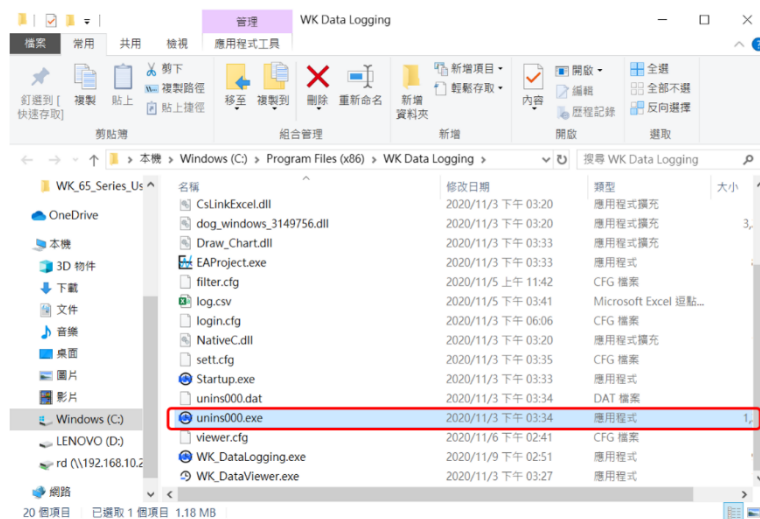 管理
WK Data Logging
檔案
常用
共用
檢視
應用程式工具
釘選到 [
快速存取]
複製
貼上
剪下
複製路徑
貼上捷徑
剪貼簿
移至
複製到
刪除
重新命名
組合管理
新增
資料夾
新增項目
輕鬆存取
新增
內容
開啟
編輯
歷程記錄
開啟
全選
全部不選
反向選擇
選取
本機 › Windows (C:) › Program Files (x86) › WK Data Logging ›
搜尋 WK Data Logging
名稱 修改日期 類型 大小
WK_65_Series_Us
OneDrive
本機
3D 物件
下載
文件
音樂
桌面
圖片
影片
Windows (C:)
LENOVO (D:)
rd (\\192.168.10.2
網路
CsLinkExcel.dll 2020/11/3 下午 03:20 應用程式擴充
dog_windows_3149756.dll 2020/11/3 下午 03:20 應用程式擴充 3,
Draw_Chart.dll 2020/11/3 下午 03:33 應用程式擴充
EAProject.exe 2020/11/3 下午 03:33 應用程式
filter.cfg 2020/11/5 上午 11:42 CFG 檔案
log.csv 2020/11/5 下午 03:41 Microsoft Excel 逗點...
login.cfg 2020/11/3 下午 06:06 CFG 檔案
NativeC.dll 2020/11/3 下午 03:20 應用程式擴充
sett.cfg 2020/11/3 下午 03:35 CFG 檔案
Startup.exe 2020/11/3 下午 03:33 應用程式
unins000.dat 2020/11/3 下午 03:34 DAT 檔案
unins000.exe 2020/11/3 下午 03:34 應用程式 1,
viewer.cfg 2020/11/6 下午 02:41 CFG 檔案
WK_DataLogging.exe 2020/11/9 下午 02:51 應用程式
WK_DataViewer.exe 2020/11/3 下午 03:27 應用程式
20 個項目 已選取 1 個項目 1.18 MB